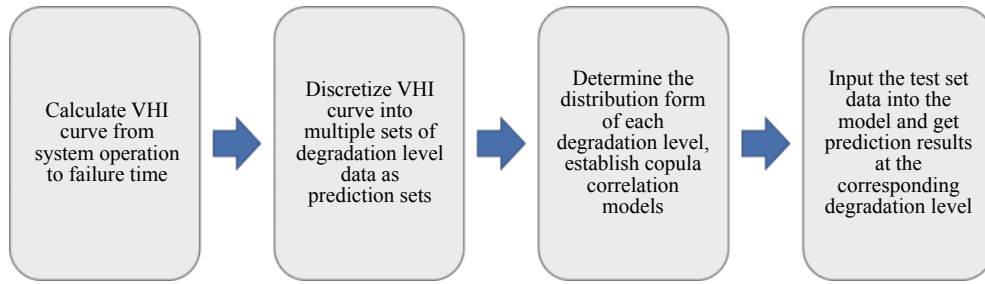 Calculate VHI
curve from
system operation
to failure time
Discretize VHI
curve into
multiple sets of
degradation level
data as
prediction sets
Determine the
distribution form
of each
degradation level,
establish copula
correlation
models
Input the test set
data into the
model and get
prediction results
at the
corresponding
degradation level